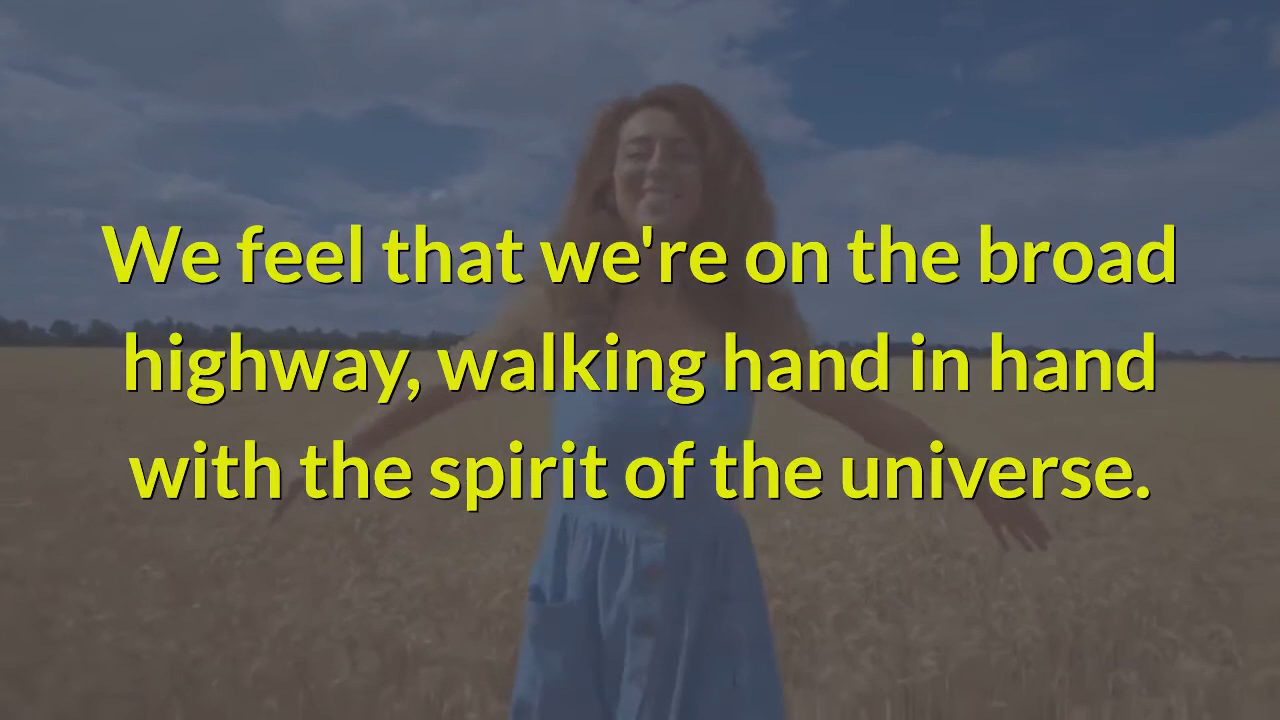 We feel that we're on the broad
highway, walking hand in hand
with the spirit of the universe.